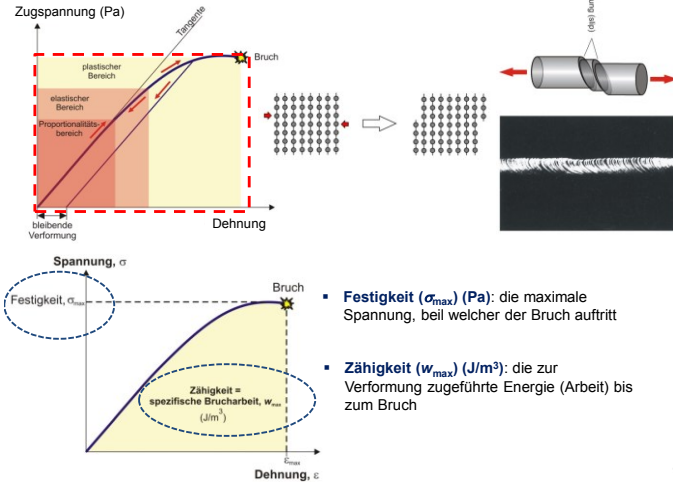 Zugspannung (Pa)
Tangente
Bruch
plastischer
Bereich
elastischer
Bereich
Proportionalitäts-
bereich
bleibende
Verformung
Dehnung
(slip)
Spannung, σ
Festigkeit, σmax
Bruch
Zähigkeit =
spezifische Brucharbeit, wmax
(J/m³)
εmax
Dehnung, ε
▪ Festigkeit (σmax) (Pa): die maximale
Spannung, beil welcher der Bruch auftritt
▪ Zähigkeit (wmax) (J/m³): die zur
Verformung zugeführte Energie (Arbeit) bis
zum Bruch